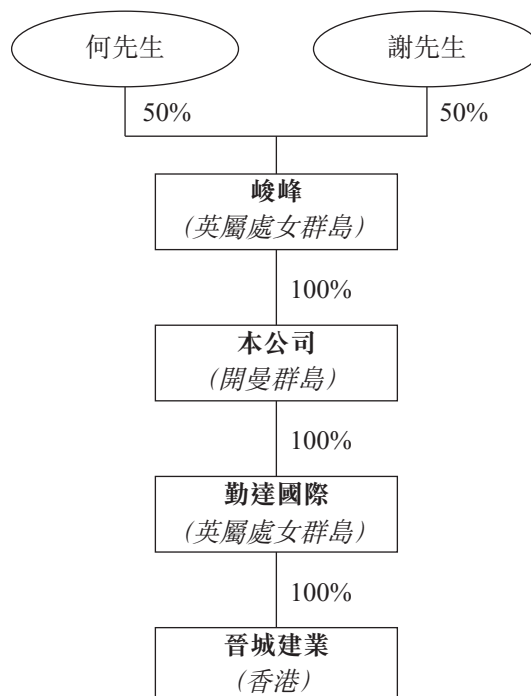 何先生
謝先生
50%
50%
峻峰
(英屬處女群島)
100%
本公司
(開曼群島)
100%
勤達國際
(英屬處女群島)
100%
晉城建業
(香港)